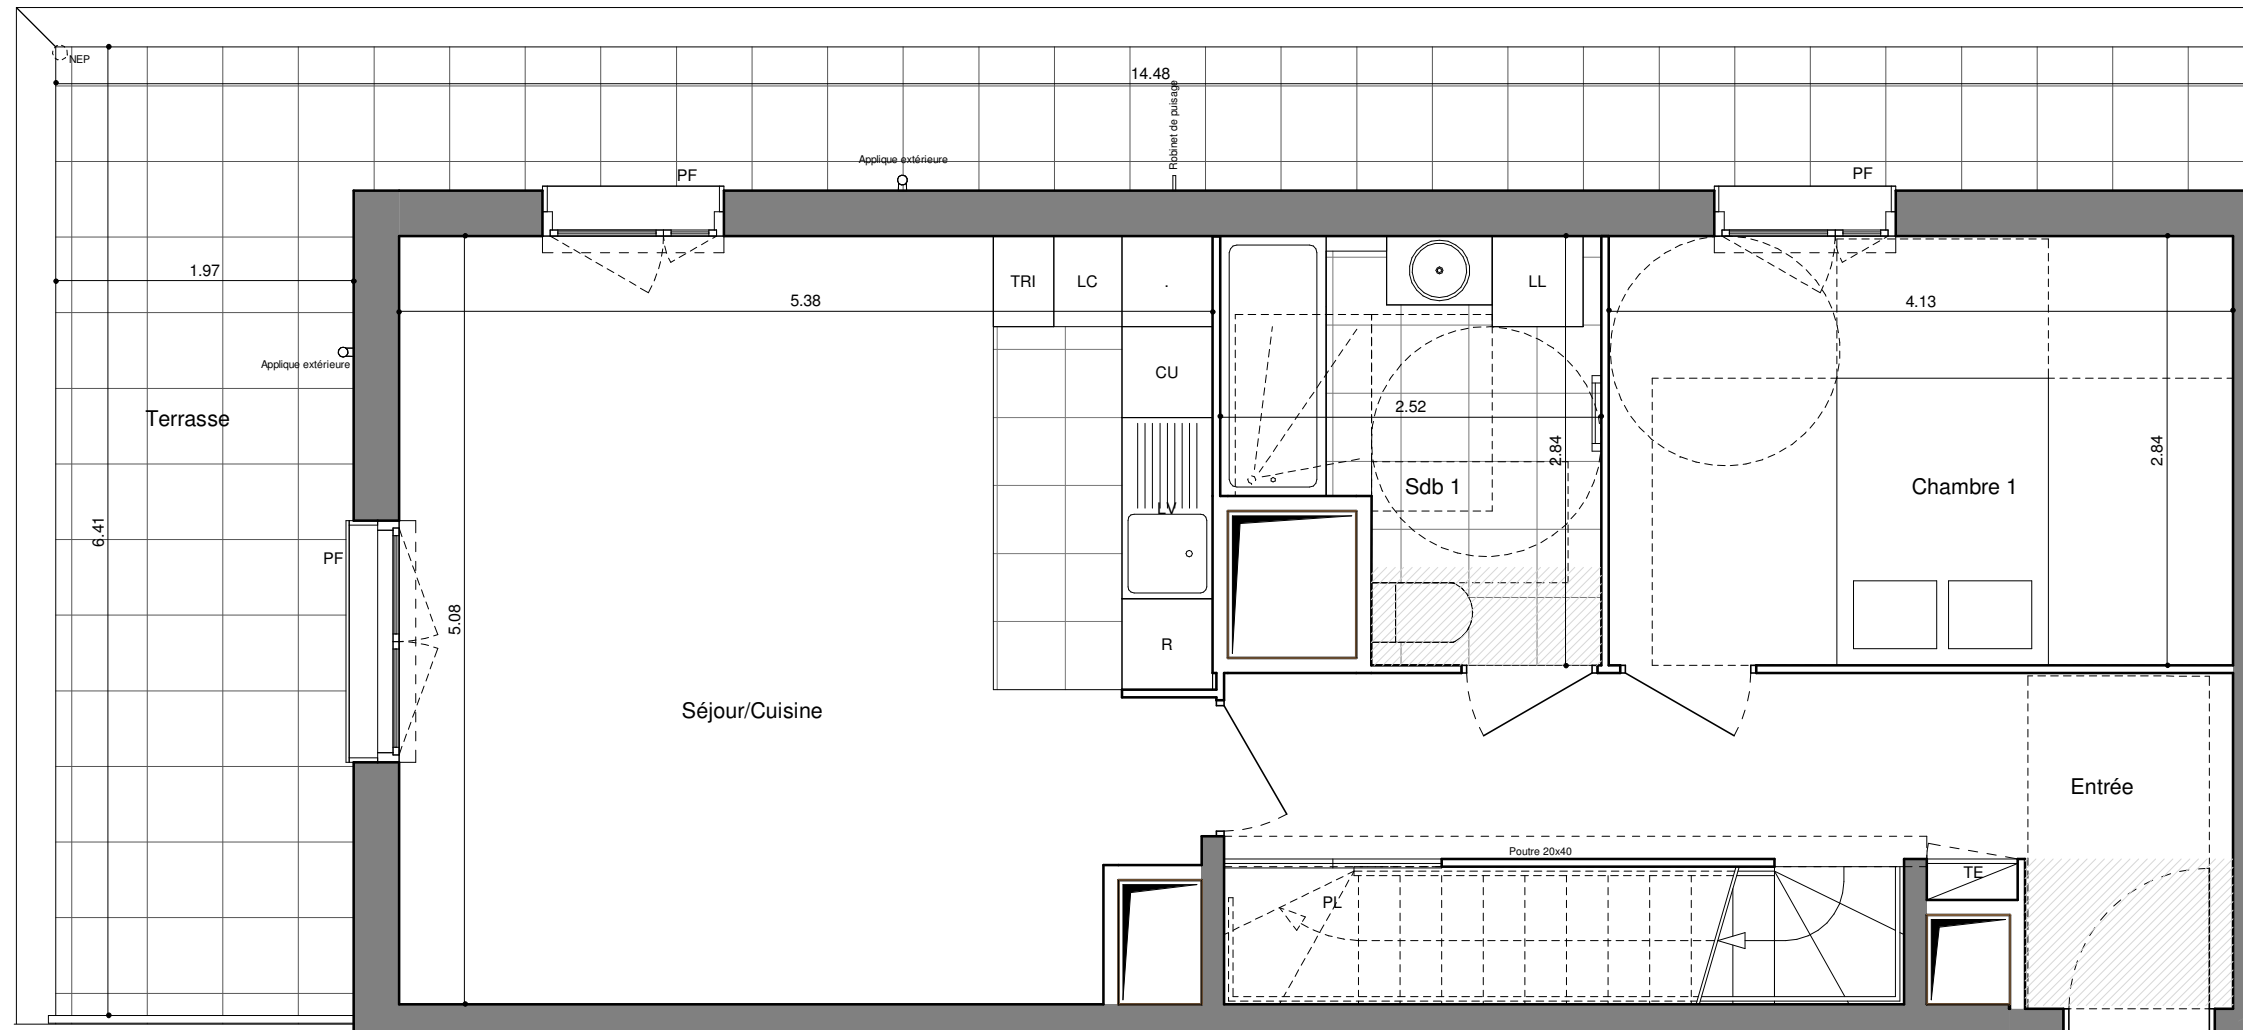 NEP
14.48
Robinet de puisage
Applique extérieure
PF
PF
1.97
5.38
TRI
LC
.
LL
4.13
Applique extérieure
CU
2.52
Terrasse
2.84
2.84
Sdb 1
Chambre 1
LV
6.41
PF
5.08
R
Séjour/Cuisine
Entrée
Poutre 20x40
TE
PL